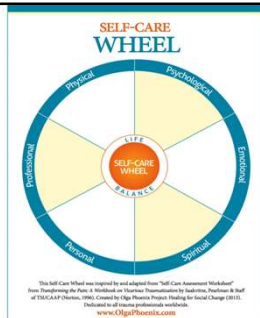 SELF-CARE
WHEEL
Physical
Psychological
Emotional
Spiritual
Personal
Professional
LIFE
SELF-CARE
WHEEL
BALANCE
This Self-Care Wheel was inspired by and adapted from "Self-Care Assessment Worksheet"
from Transforming the Pain: A Workbook on Vicarious Traumatization by Saakvitne, Pearlman & Staff
of TSI/CAAP (Norton, 1996). Created by Olga Phoenix Project: Healing for Social Change (2013).
Dedicated to all trauma professionals worldwide.
www.OlgaPhoenix.com